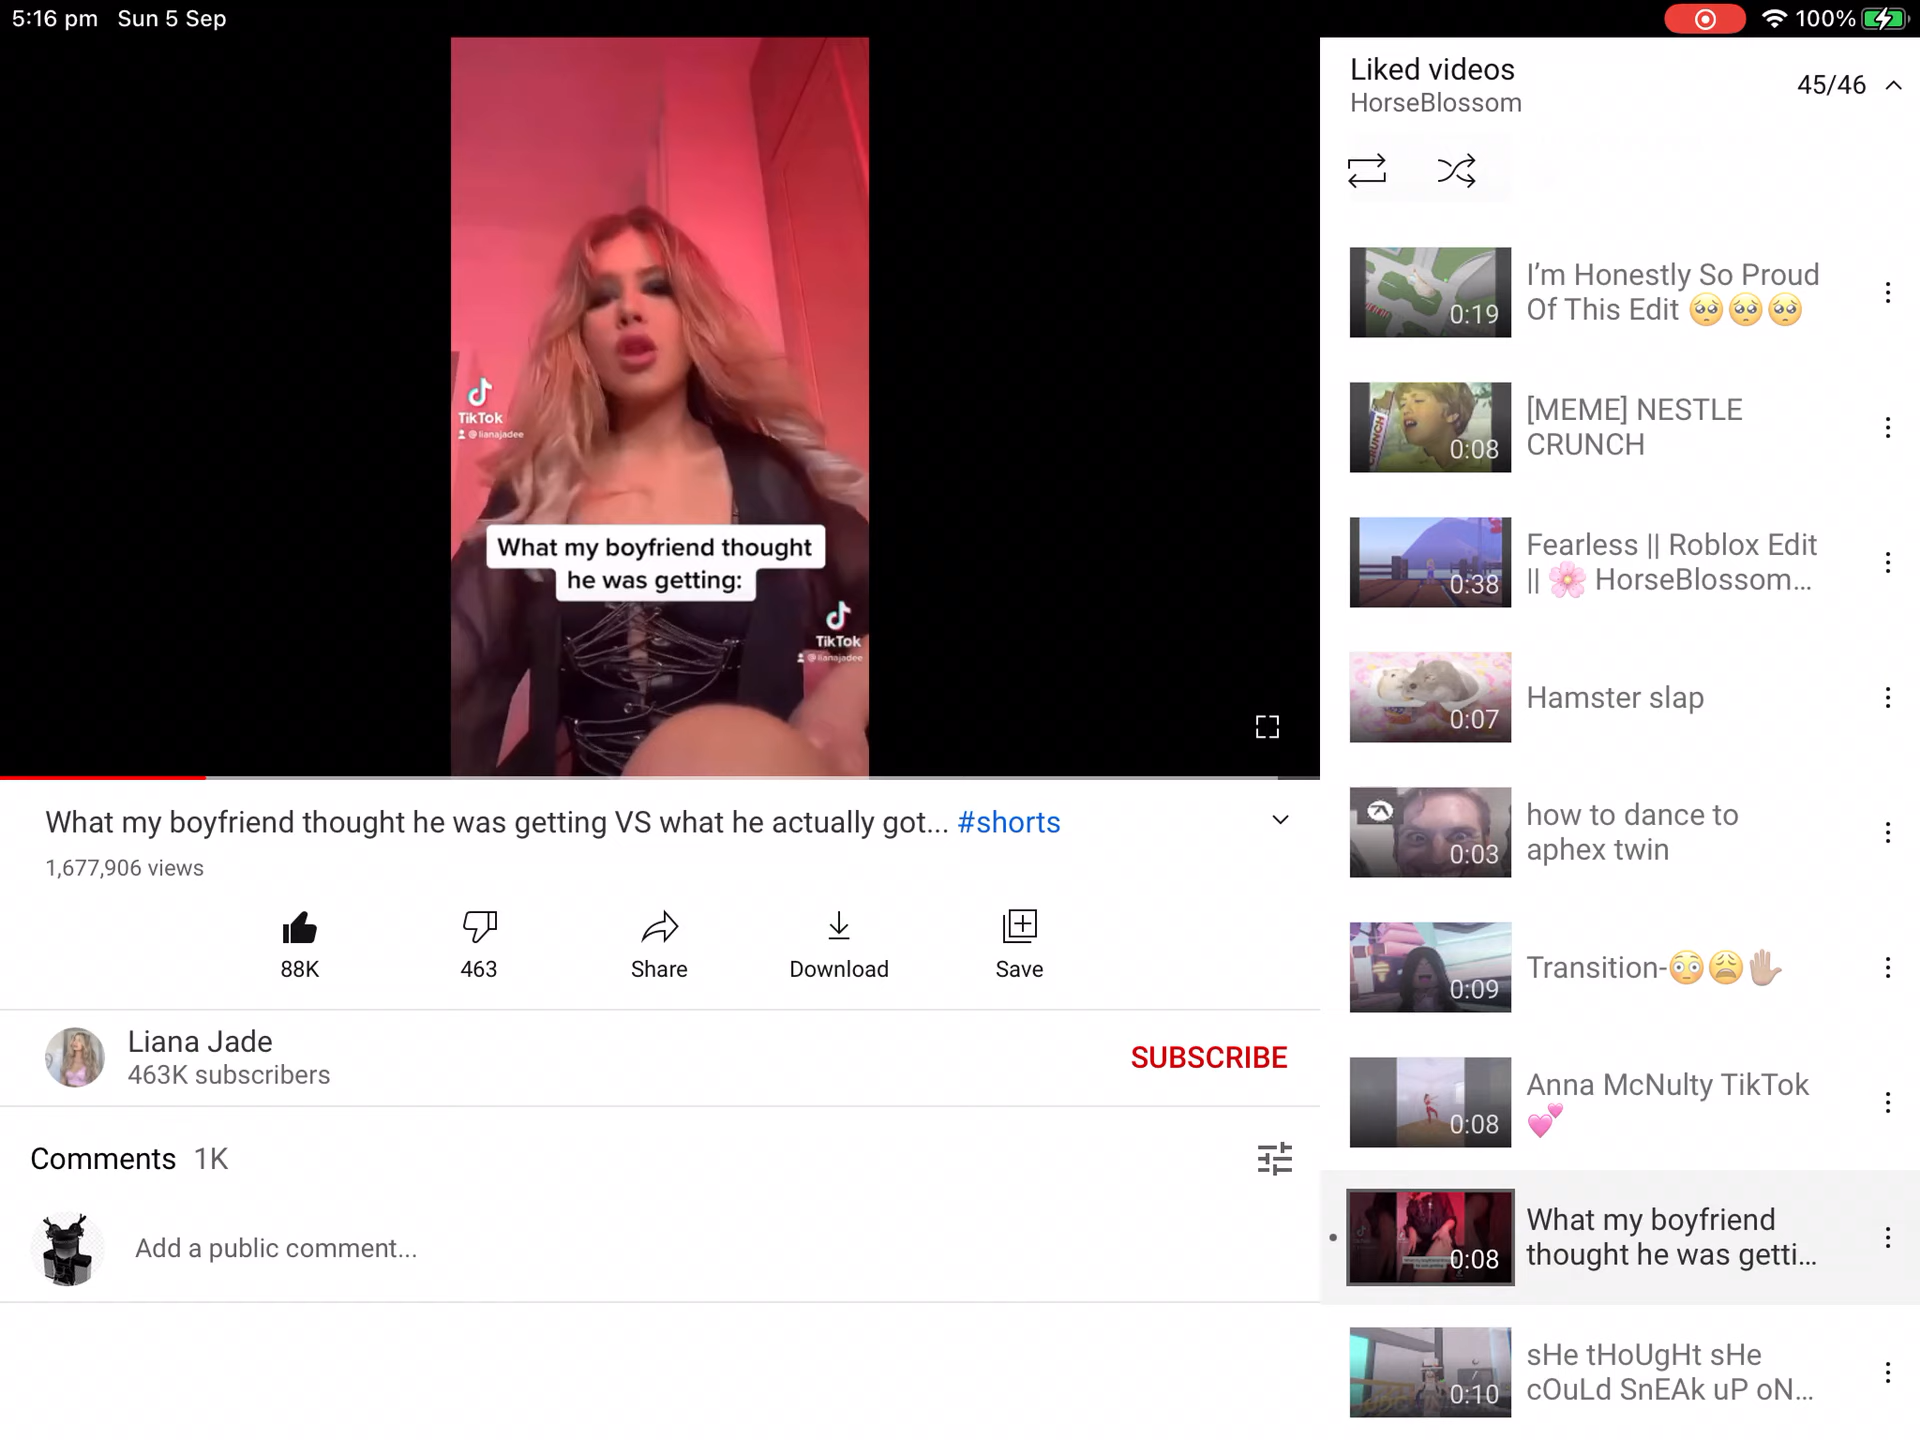 5:16 pm Sun 5 Sep
100%
TikTok
@lianajadee
What my boyfriend thought
he was getting:
TikTok
@lianajadee
What my boyfriend thought he was getting VS what he actually got... #shorts
1,677,906 views
88K
463
Share
Download
Save
Liana Jade
463K subscribers
SUBSCRIBE
Comments 1K
Add a public comment...
Liked videos
HorseBlossom
45/46
0:19
I'm Honestly So Proud
Of This Edit 🥺🥺🥺
CRUNCH
0:08
[MEME] NESTLE
CRUNCH
0:38
Fearless || Roblox Edit
|| 🌸 HorseBlossom...
0:07
Hamster slap
0:03
how to dance to
aphex twin
0:09
Transition-😳😩✋🏼
0:08
Anna McNulty TikTok
💕
0:08
What my boyfriend
thought he was getti...
0:10
sHe tHoUgHt sHe
cOuLd SnEAk uP oN...